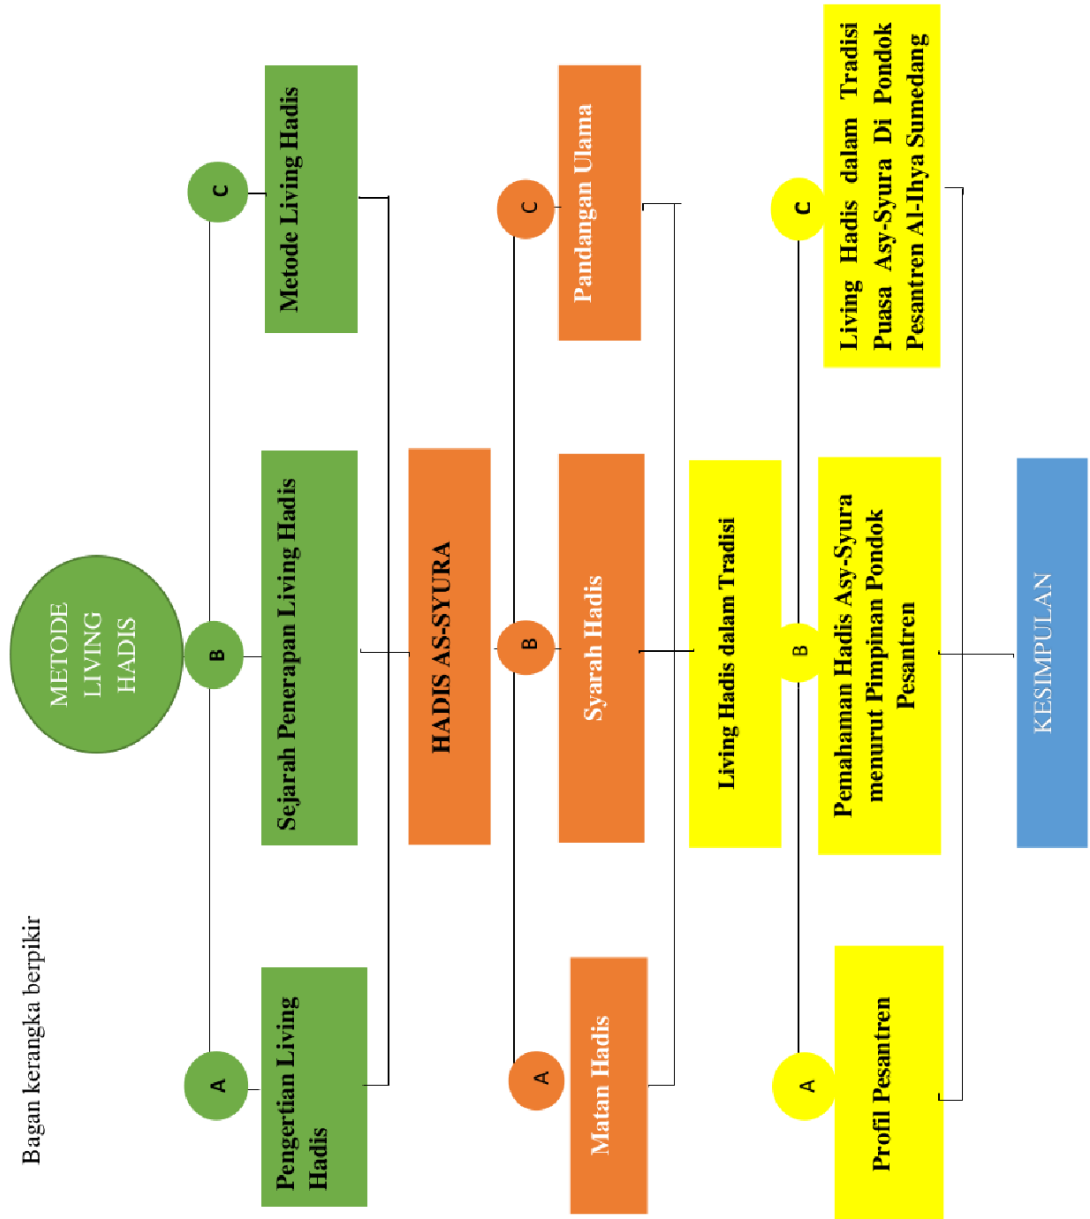 Bagan kerangka berpikir
METODE
LIVING
HADIS
A
B
C
Pengertian Living
Hadis
Sejarah Penerapan Living Hadis
Metode Living Hadis
HADIS AS-SYURA
A
B
C
Matan Hadis
Syarah Hadis
Pandangan Ulama
Living Hadis dalam Tradisi
A
B
C
Profil Pesantren
Pemahaman Hadis Asy-Syura
menurut Pimpinan Pondok
Pesantren
Living Hadis dalam Tradisi
Puasa Asy-Syura Di Pondok
Pesantren Al-Ihya Sumedang
KESIMPULAN